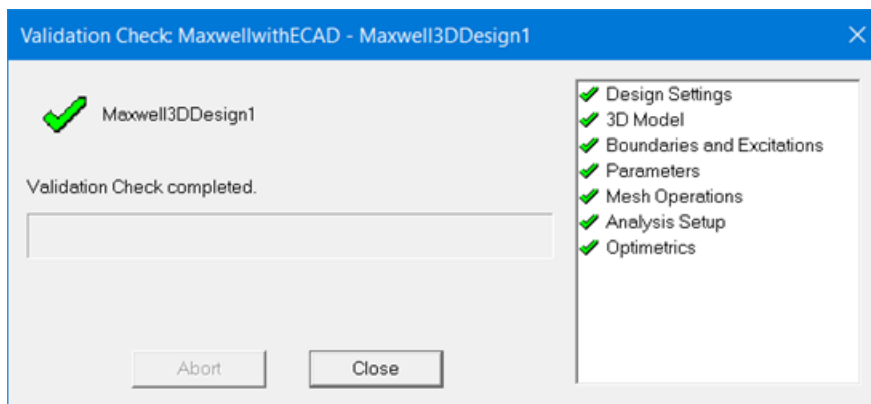 Validation Check: MaxwellwithECAD - Maxwell3DDesign1
Maxwell3DDesign1
Validation Check completed.
Abort
Close
Design Settings
3D Model
Boundaries and Excitations
Parameters
Mesh Operations
Analysis Setup
Optimetrics